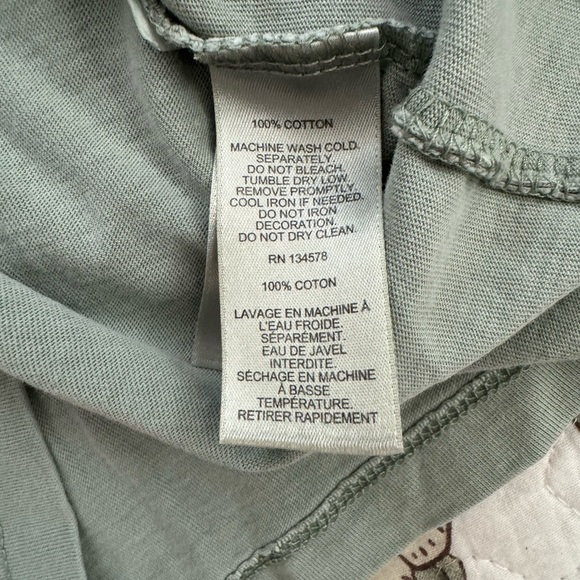 100% COTTON
MACHINE WASH COLD.
SEPARATELY.
DO NOT BLEACH.
TUMBLE DRY LOW.
REMOVE PROMPTLY.
COOL IRON IF NEEDED.
DO NOT IRON
DECORATION.
DO NOT DRY CLEAN.
RN 134578
100% COTON
LAVAGE EN MACHINE À
L'EAU FROIDE.
SÉPARÉMENT.
EAU DE JAVEL
INTERDITE.
SÉCHAGE EN MACHINE
À BASSE
TEMPÉRATURE.
RETIRER RAPIDEMENT